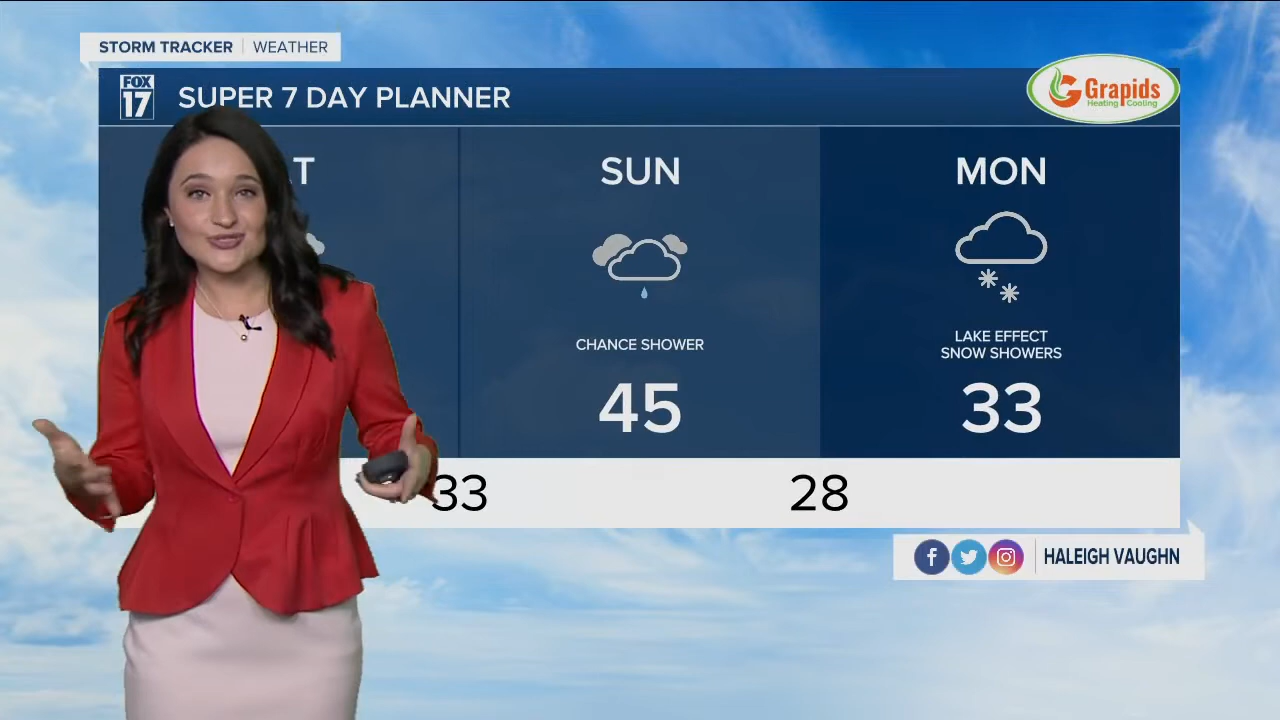 STORM TRACKER | WEATHER
FOX
17
SUPER 7 DAY PLANNER
Grapids
Heating Cooling
T
SUN
MON
CHANCE SHOWER
LAKE EFFECT
SNOW SHOWERS
45
33
33
28
HALEIGH VAUGHN